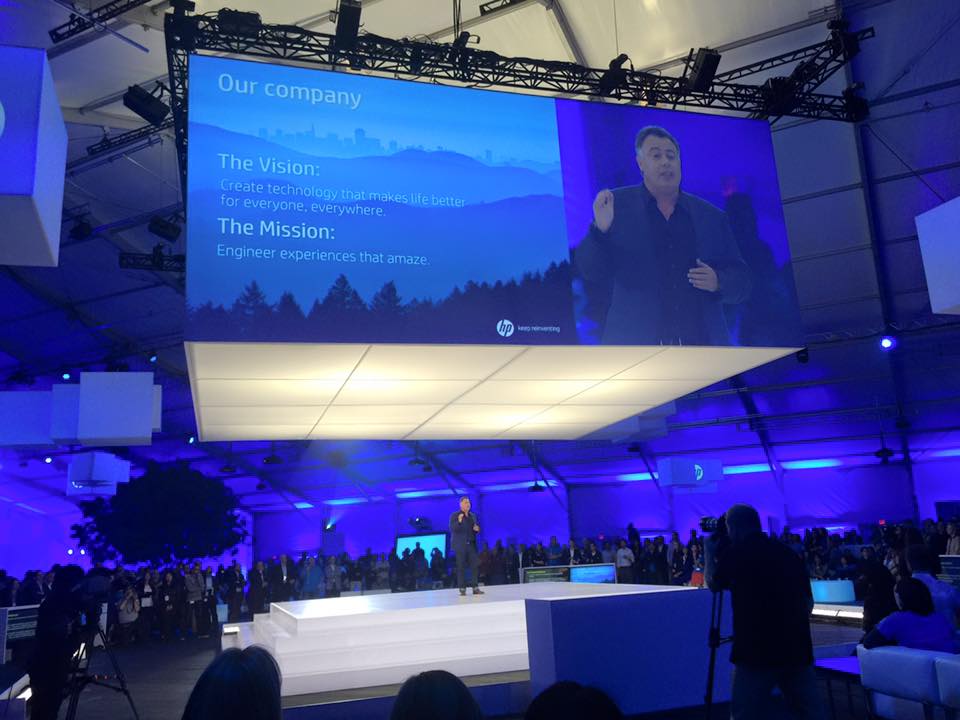 Our company
The Vision:
Create technology that makes life better
for everyone, everywhere.
The Mission:
Engineer experiences that amaze.
hp keep reinventing
hp